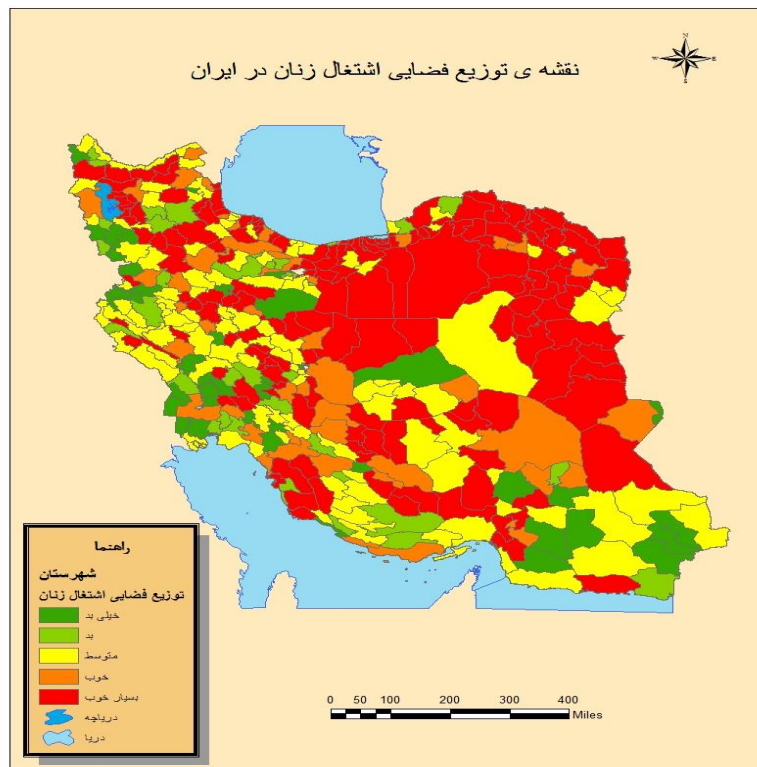 نقشه ی توزیع فضایی اشتغال زنان در ایران
N
W E
S
راهنما
شهرستان
توزیع فضایی اشتغال زنان
خیلی بد
بد
متوسط
خوب
بسیار خوب
دریاچه
دریا
0 50 100 200 300 400
Miles